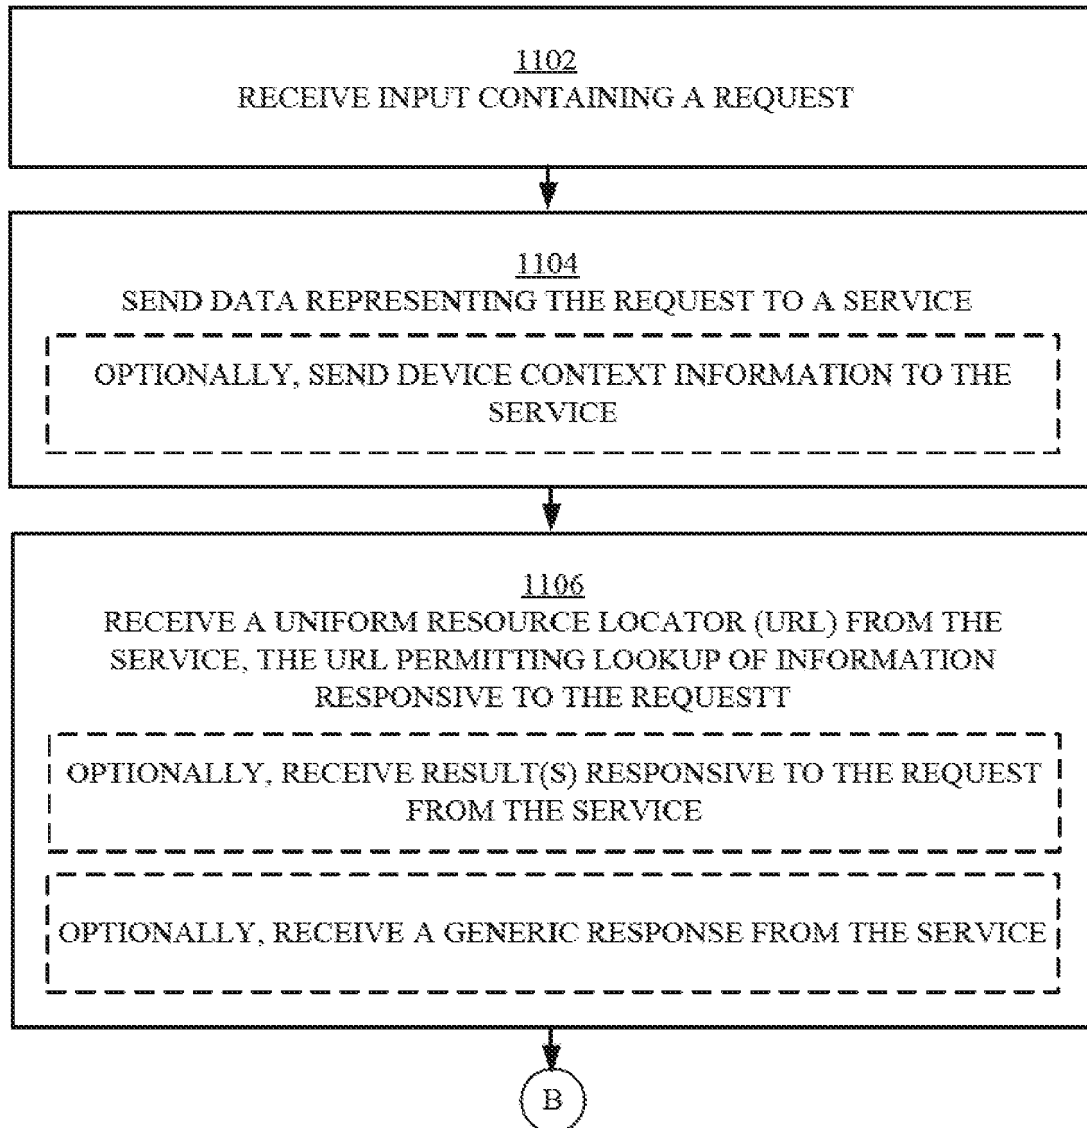 1102
RECEIVE INPUT CONTAINING A REQUEST
1104
SEND DATA REPRESENTING THE REQUEST TO A SERVICE
OPTIONALLY, SEND DEVICE CONTEXT INFORMATION TO THE
SERVICE
1106
RECEIVE A UNIFORM RESOURCE LOCATOR (URL) FROM THE
SERVICE, THE URL PERMITTING LOOKUP OF INFORMATION
RESPONSIVE TO THE REQUESTT
OPTIONALLY, RECEIVE RESULT(S) RESPONSIVE TO THE REQUEST
FROM THE SERVICE
OPTIONALLY, RECEIVE A GENERIC RESPONSE FROM THE SERVICE
B